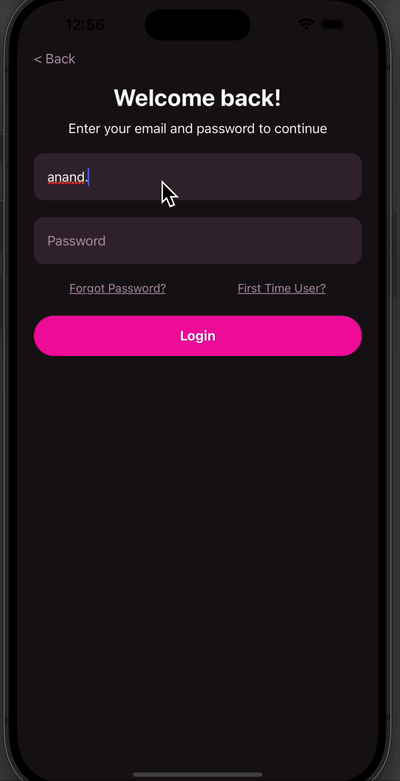 12:56
< Back
Welcome back!
Enter your email and password to continue
anand.
Password
Forgot Password? First Time User?
Login